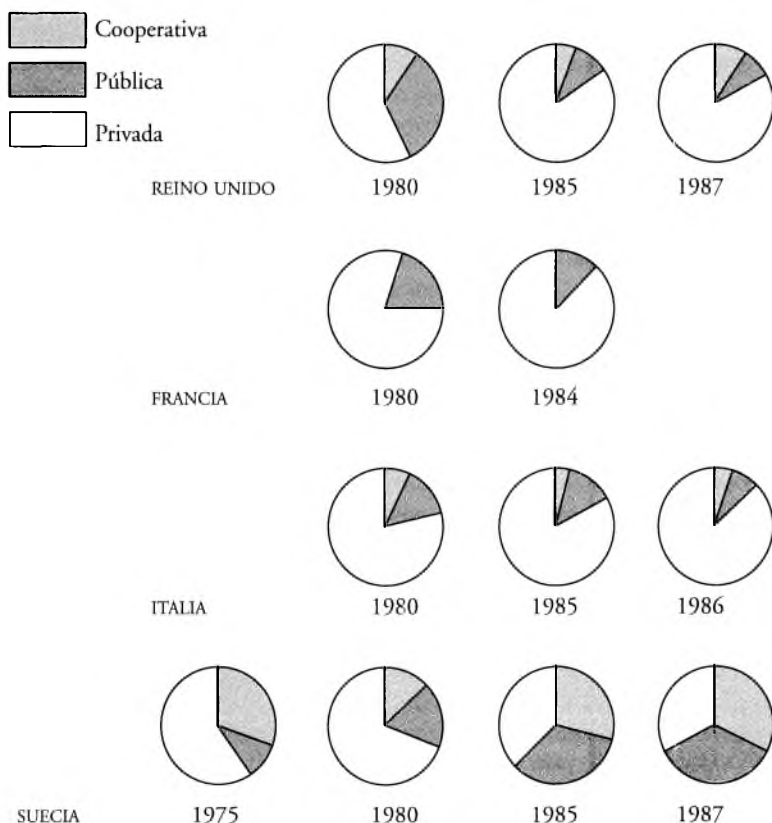 Cooperativa
Pública
Privada
REINO UNIDO 1980 1985 1987
FRANCIA 1980 1984
ITALIA 1980 1985 1986
SUECIA 1975 1980 1985 1987